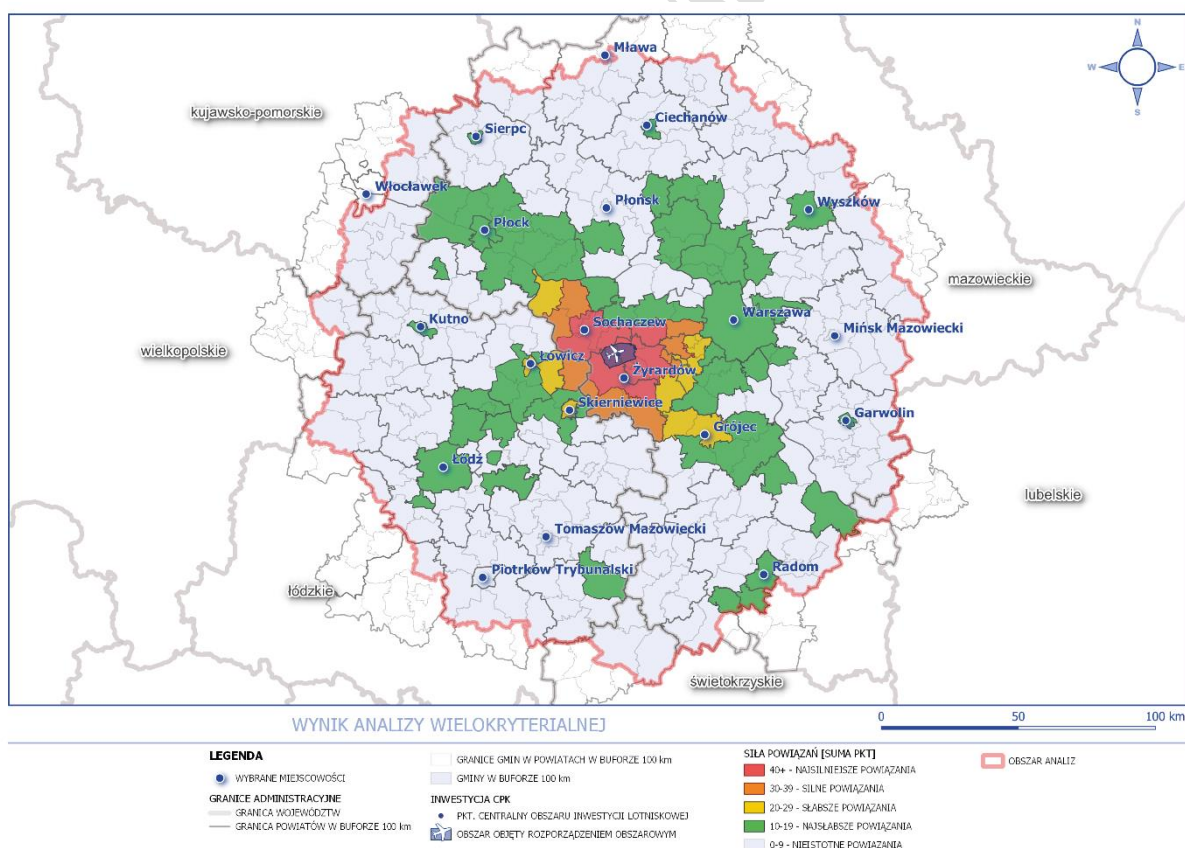 Mława
N
W
E
S
kujawsko-pomorskie
Sierpc
Ciechanów
Włocławek
Płońsk
Wyszków
Płock
mazowieckie
Kutno
Sochaczew
Warszawa
Mińsk Mazowiecki
wielkopolskie
Łowicz
Żyrardów
Skierniewice
Garwolin
Grójec
Łódź
lubelskie
Tomaszów Mazowiecki
Piotrków Trybunalski
Radom
łódzkie
świetokrzyskie
WYNIK ANALIZY WIELOKRYTERIALNEJ
0 50 100 km
LEGENDA
WYBRANE MIEJSCOWOŚCI
GRANICE ADMINISTRACYJNE
GRANICA WOJEWÓDZTW
GRANICA POWIATÓW W BUFORZE 100 km
GRANICE GMIN W POWIATACH W BUFORZE 100 km
GMINY W BUFORZE 100 km
INWESTYCJA CPK
PKT. CENTRALNY OBSZARU INWESTYCJI LOTNISKOWEJ
OBSZAR OBJĘTY ROZPORZĄDZENIEM OBSZAROWYM
SIŁA POWIĄZAŃ [SUMA PKT]
40+ - NAJSILNIEJSZE POWIĄZANIA
30-39 - SILNE POWIĄZANIA
20-29 - SŁABSZE POWIĄZANIA
10-19 - NAJSŁABSZE POWIĄZANIA
0-9 - NIEISTOTNE POWIĄZANIA
OBSZAR ANALIZ